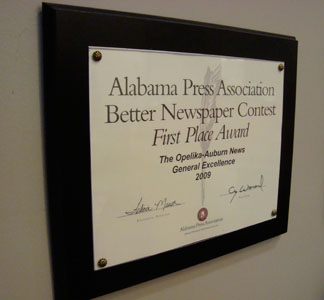 Alabama Press Association
Better Newspaper Contest
First Place Award
The Opelika-Auburn News
General Excellence
2009
Alabama Press Association